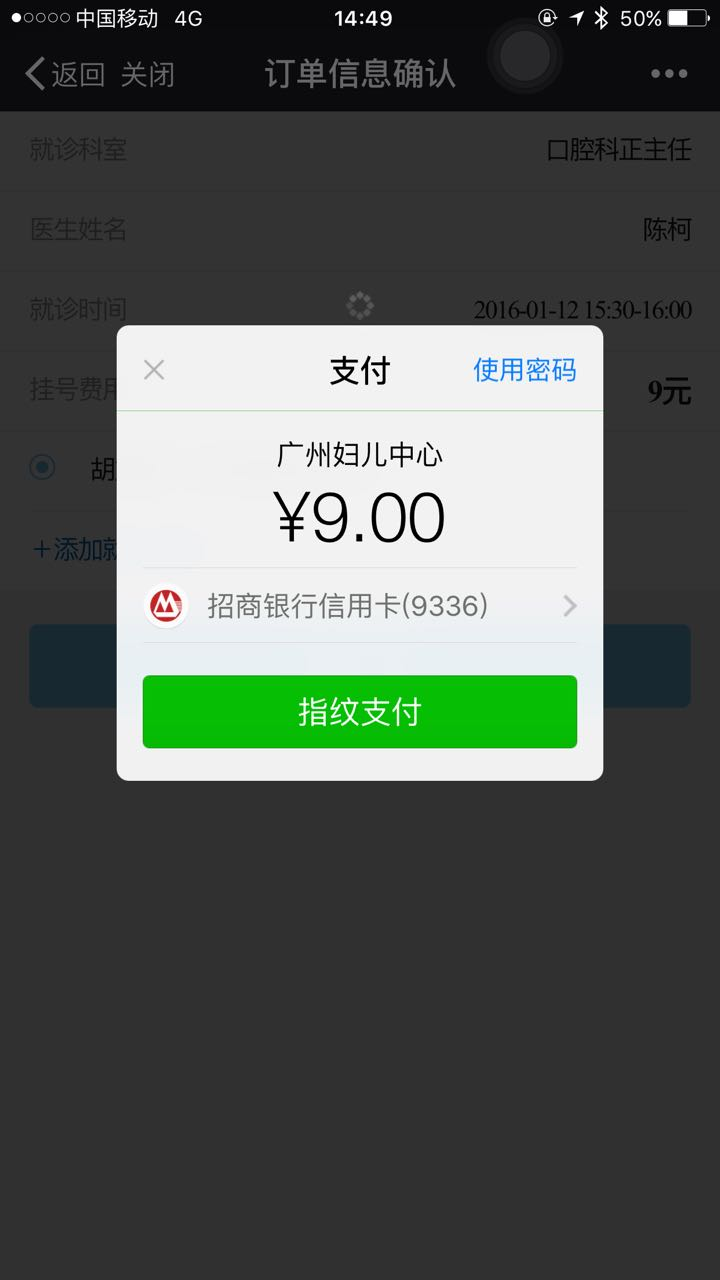 中国移动 4G 14:49 50%
返回 关闭 订单信息确认
就诊科室 口腔科正主任
医生姓名 陈柯
就诊时间 2016-01-12 15:30-16:00
挂号费用 9元
胡
+添加就
支付 使用密码
广州妇儿中心
¥9.00
招商银行信用卡(9336)
指纹支付